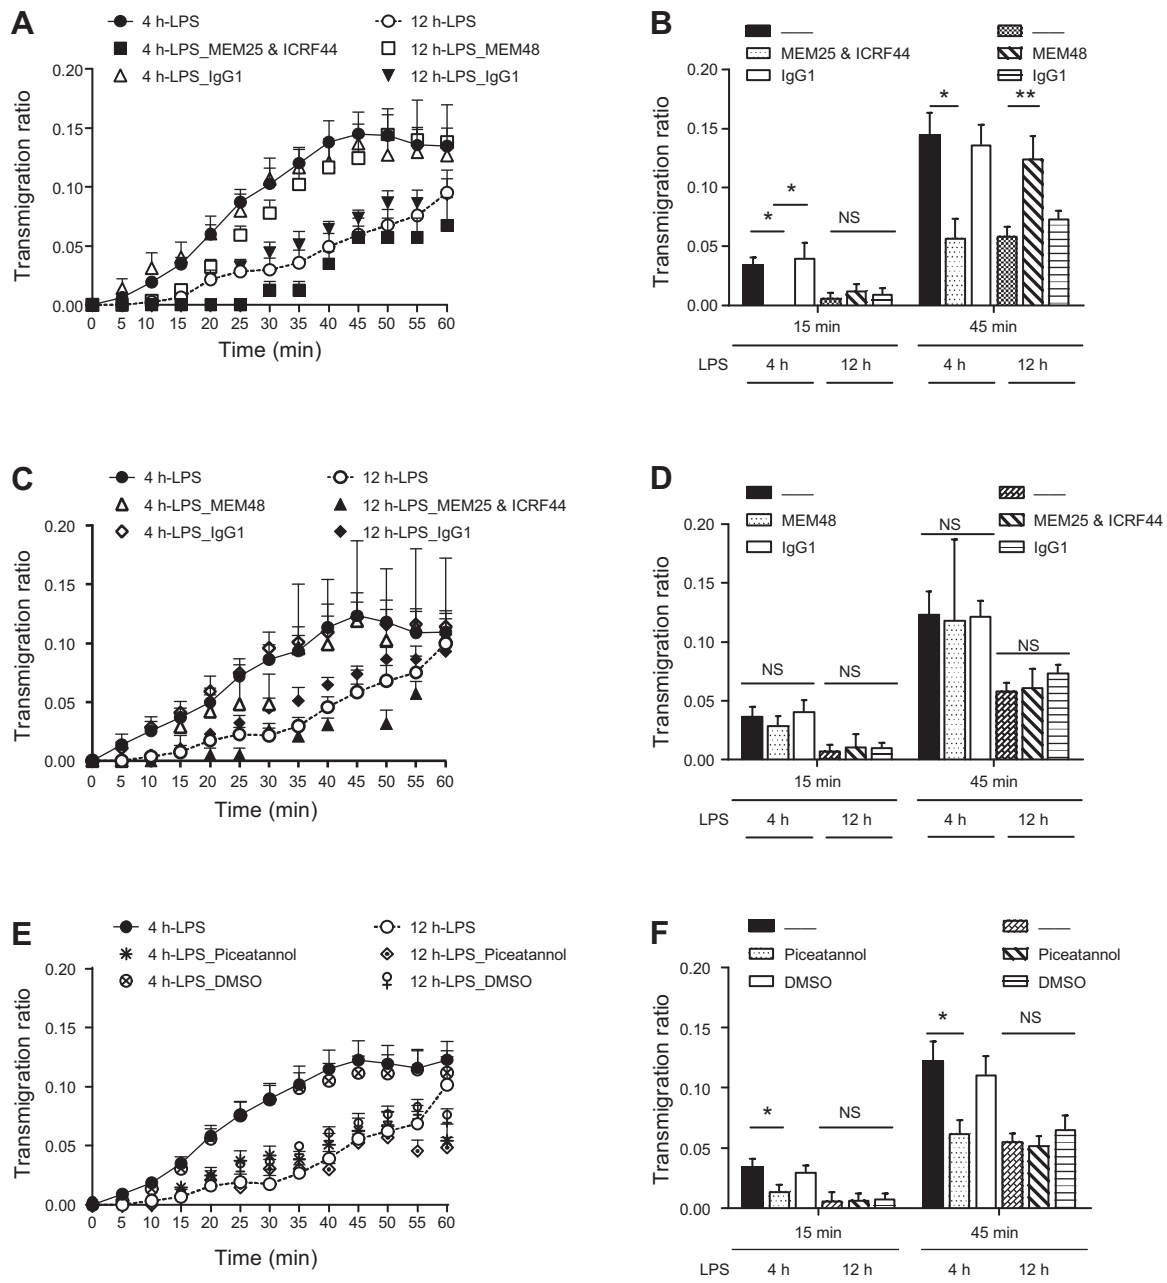 A
4 h-LPS
12 h-LPS
4 h-LPS_MEM25 & ICRF44
12 h-LPS_MEM48
4 h-LPS_IgG1
12 h-LPS_IgG1
Transmigration ratio
0.20
0.15
0.10
0.05
0.00
0 5 10 15 20 25 30 35 40 45 50 55 60
Time (min)
B
MEM25 & ICRF44
MEM48
IgG1
IgG1
Transmigration ratio
0.20
0.15
0.10
0.05
0.00
* * NS * **
15 min 45 min
LPS 4 h 12 h 4 h 12 h
C
4 h-LPS
12 h-LPS
4 h-LPS_MEM48
12 h-LPS_MEM25 & ICRF44
4 h-LPS_IgG1
12 h-LPS_IgG1
Transmigration ratio
0.20
0.15
0.10
0.05
0.00
0 5 10 15 20 25 30 35 40 45 50 55 60
Time (min)
D
MEM48
MEM25 & ICRF44
IgG1
IgG1
Transmigration ratio
0.20
0.15
0.10
0.05
0.00
NS NS NS NS
15 min 45 min
LPS 4 h 12 h 4 h 12 h
E
4 h-LPS
12 h-LPS
4 h-LPS_Piceatannol
12 h-LPS_Piceatannol
4 h-LPS_DMSO
12 h-LPS_DMSO
Transmigration ratio
0.20
0.15
0.10
0.05
0.00
0 5 10 15 20 25 30 35 40 45 50 55 60
Time (min)
F
Piceatannol
Piceatannol
DMSO
DMSO
Transmigration ratio
0.20
0.15
0.10
0.05
0.00
* NS * NS
15 min 45 min
LPS 4 h 12 h 4 h 12 h